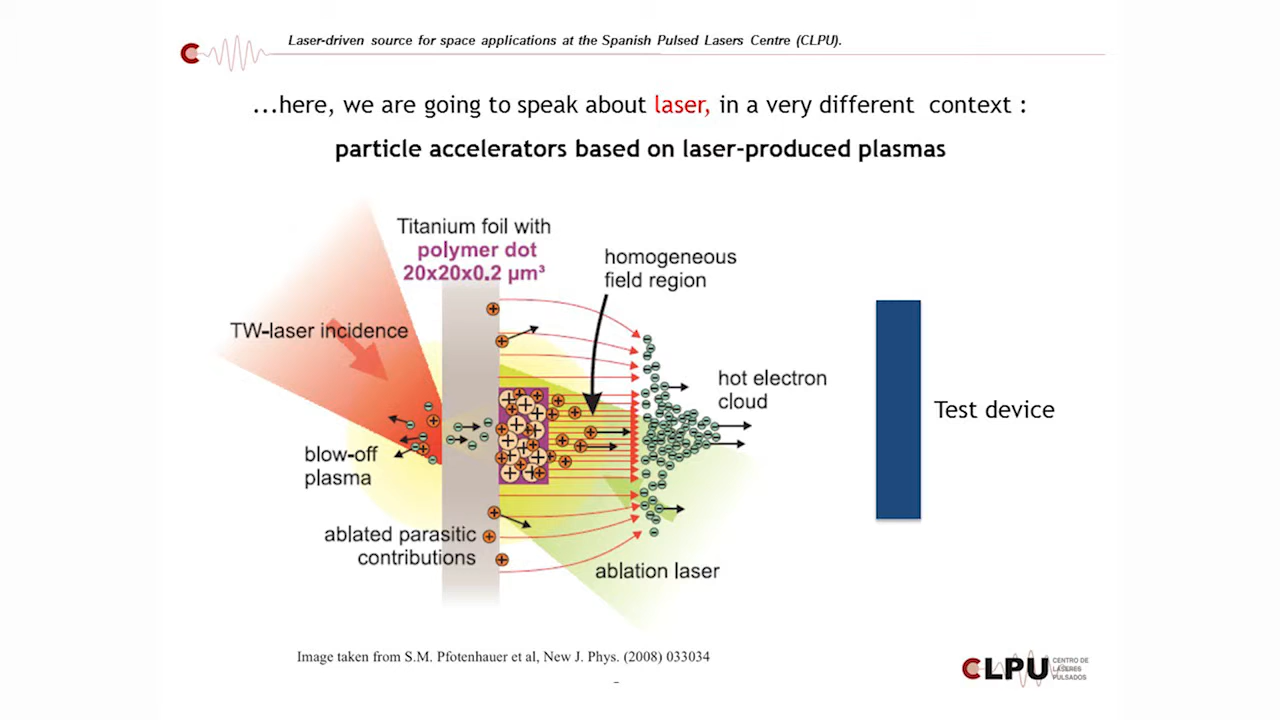 Laser-driven source for space applications at the Spanish Pulsed Lasers Centre (CLPU).
...here, we are going to speak about laser, in a very different context :
particle accelerators based on laser-produced plasmas
Titanium foil with
polymer dot
20x20x0.2 µm³
homogeneous
field region
TW-laser incidence
hot electron
cloud
Test device
blow-off
plasma
ablated parasitic
contributions
ablation laser
Image taken from S.M. Pfotenhauer et al, New J. Phys. (2008) 033034
CLPU
CENTRO DE
LÁSERES
PULSADOS